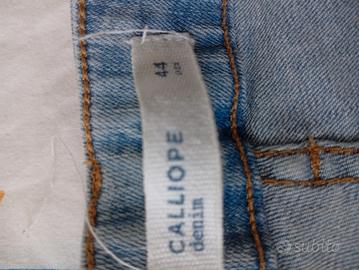 44
CALLIOPE
denim
subito